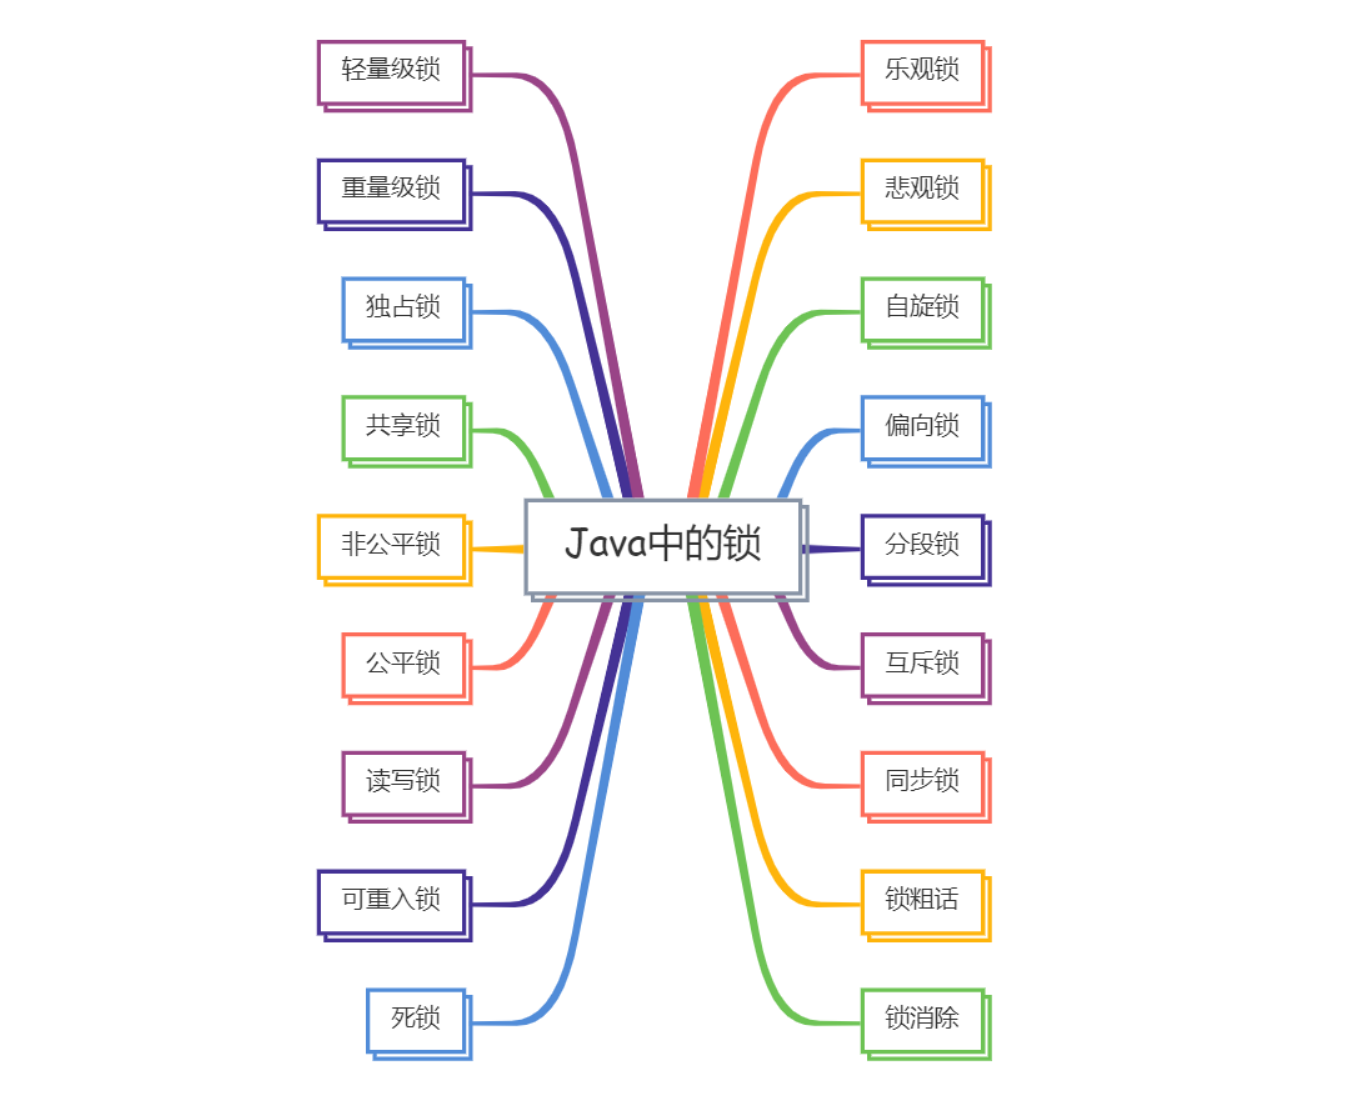 轻量级锁
重量级锁
独占锁
共享锁
非公平锁
公平锁
读写锁
可重入锁
死锁
Java中的锁
乐观锁
悲观锁
自旋锁
偏向锁
分段锁
互斥锁
同步锁
锁粗话
锁消除